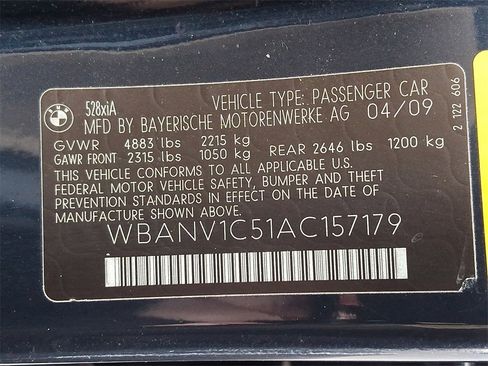 BMW
528xiA
VEHICLE TYPE: PASSENGER CAR
MFD BY BAYERISCHE MOTORENWERKE AG 04/09
GVWR 4883 lbs 2215 kg
GAWR FRONT 2315 lbs 1050 kg REAR 2646 lbs 1200 kg
THIS VEHICLE CONFORMS TO ALL APPLICABLE U.S.
FEDERAL MOTOR VEHICLE SAFETY, BUMPER AND THEFT
PREVENTION STANDARDS IN EFFECT ON THE DATE OF
MANUFACTURE SHOWN ABOVE.
WBANV1C51AC157179
2 122 606